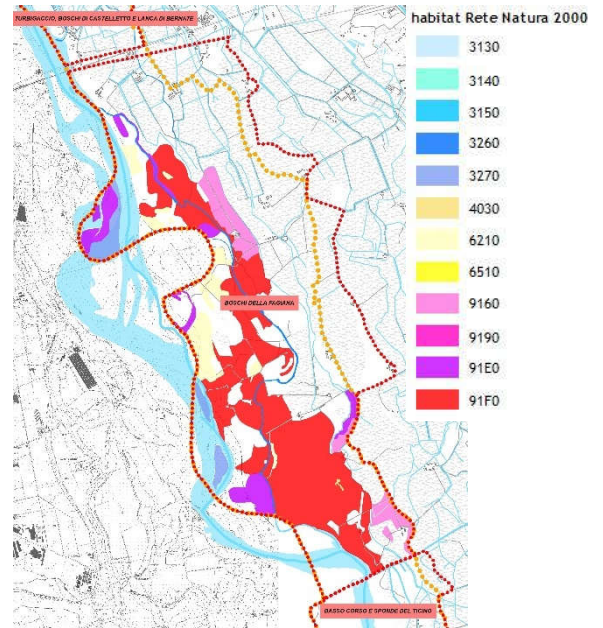 TURBIGACCIO, BOSCHI DI CASTELLETTO E LANCA DI BERNATE
habitat Rete Natura 2000
3130
3140
3150
3260
3270
4030
6210
6510
9160
9190
91E0
91F0
BOSCHI DELLA FAGIANA
BASSO CORSO E SPONDE DEL TICINO